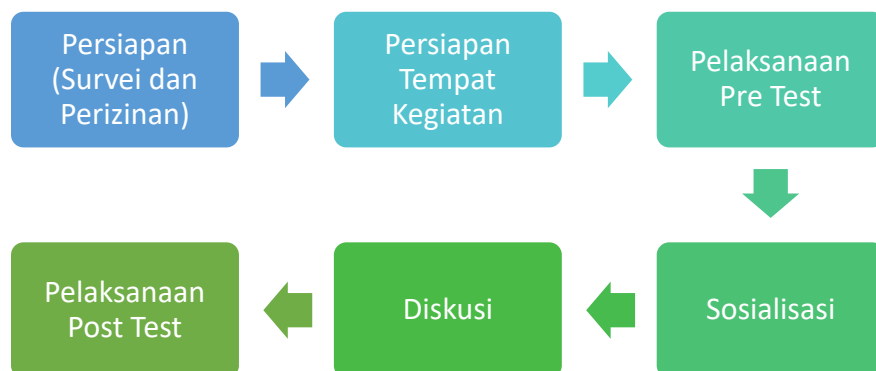 Persiapan
(Survei dan
Perizinan)
Persiapan
Tempat
Kegiatan
Pelaksanaan
Pre Test
Sosialisasi
Diskusi
Pelaksanaan
Post Test